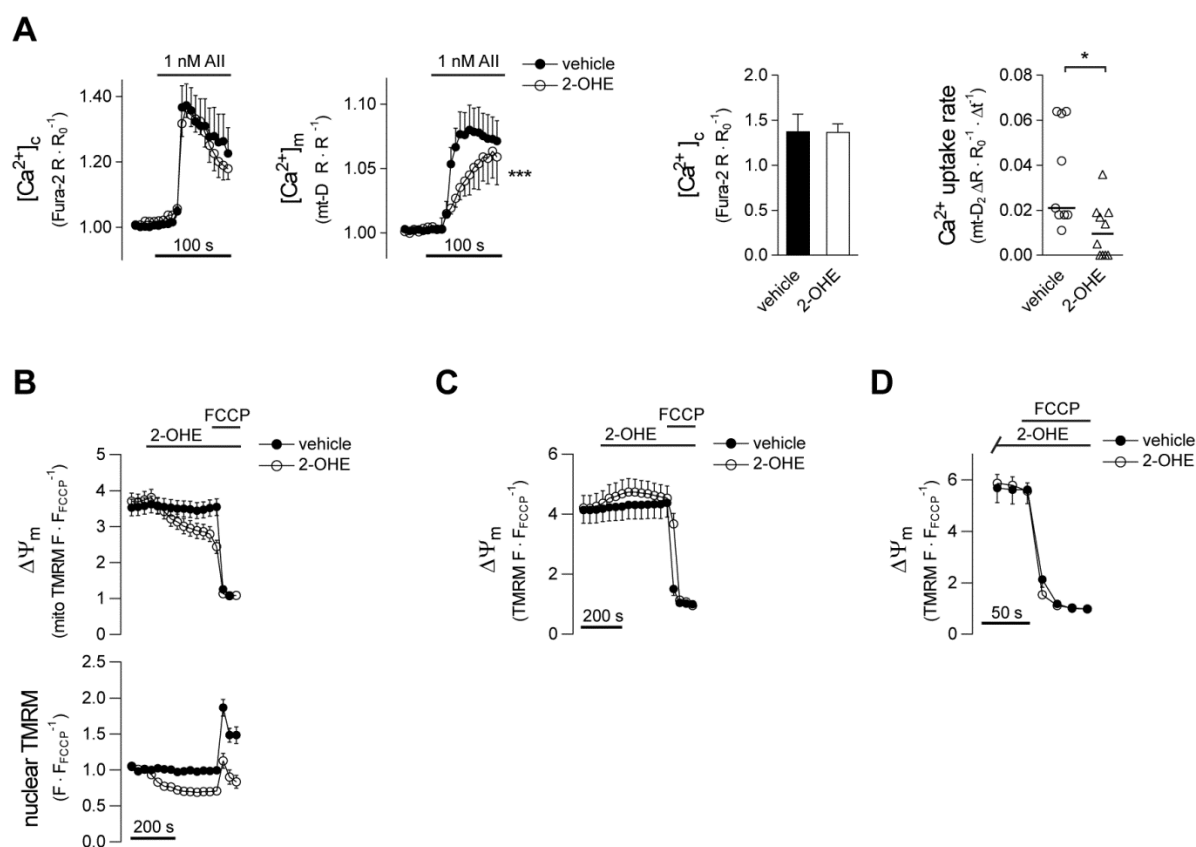 A
1 nM AII
[Ca2+]c
(Fura-2 R · R0-1)
1.40
1.20
1.00
100 s
1 nM AII
vehicle
2-OHE
[Ca2+]m
(mt-D R · R -1)
1.10
1.05
1.00
***
100 s
[Ca2+]c
(Fura-2 R · R0-1)
2.0
1.5
1.0
0.5
0.0
vehicle
2-OHE
Ca2+ uptake rate
(mt-D2 ΔR · R0-1 · Δt-1)
0.08
0.06
0.04
0.02
0.00
*
vehicle
2-OHE
B
FCCP
2-OHE
vehicle
2-OHE
ΔΨm
(mito TMRM F · FFCCP-1)
5
4
3
2
1
0
nuclear TMRM
(F · FFCCP-1)
2.5
2.0
1.5
1.0
0.5
0.0
200 s
C
FCCP
2-OHE
vehicle
2-OHE
ΔΨm
(TMRM F · FFCCP-1)
6
4
2
0
200 s
D
FCCP
2-OHE
vehicle
2-OHE
ΔΨm
(TMRM F · FFCCP-1)
6
4
2
0
50 s